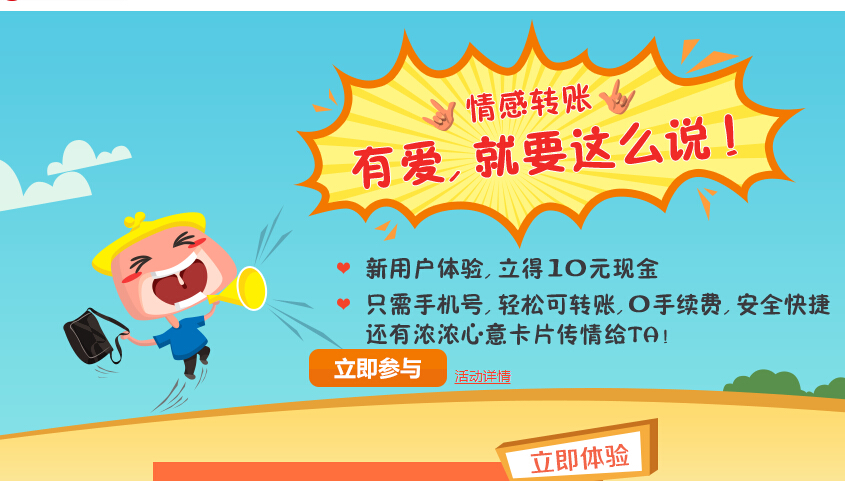 情感转账
有爱,就要这么说!
新用户体验,立得10元现金
只需手机号,轻松可转账,0手续费,安全快捷
还有浓浓心意卡片传情给TA!
立即参与
活动详情
立即体验